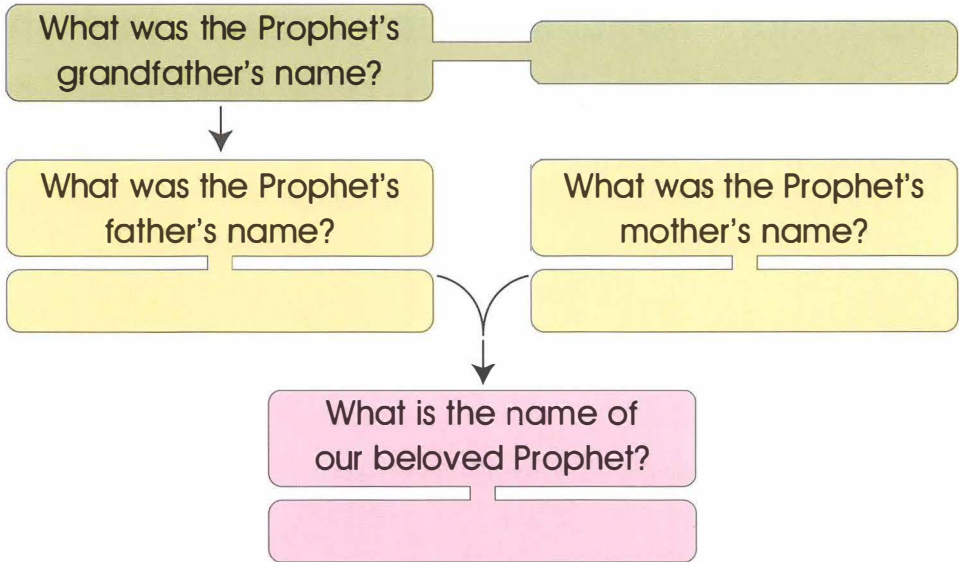 What was the Prophet's
grandfather's name?
What was the Prophet's
father's name?
What was the Prophet's
mother's name?
What is the name of
our beloved Prophet?